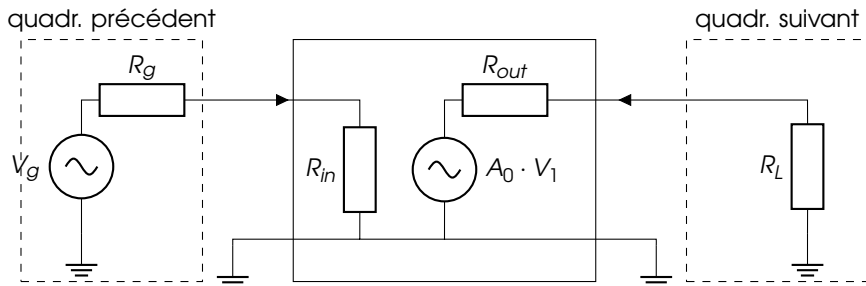 quadr. précédent
quadr. suivant
R_g
R_out
V_g
R_in
A_0 · V_1
R_L